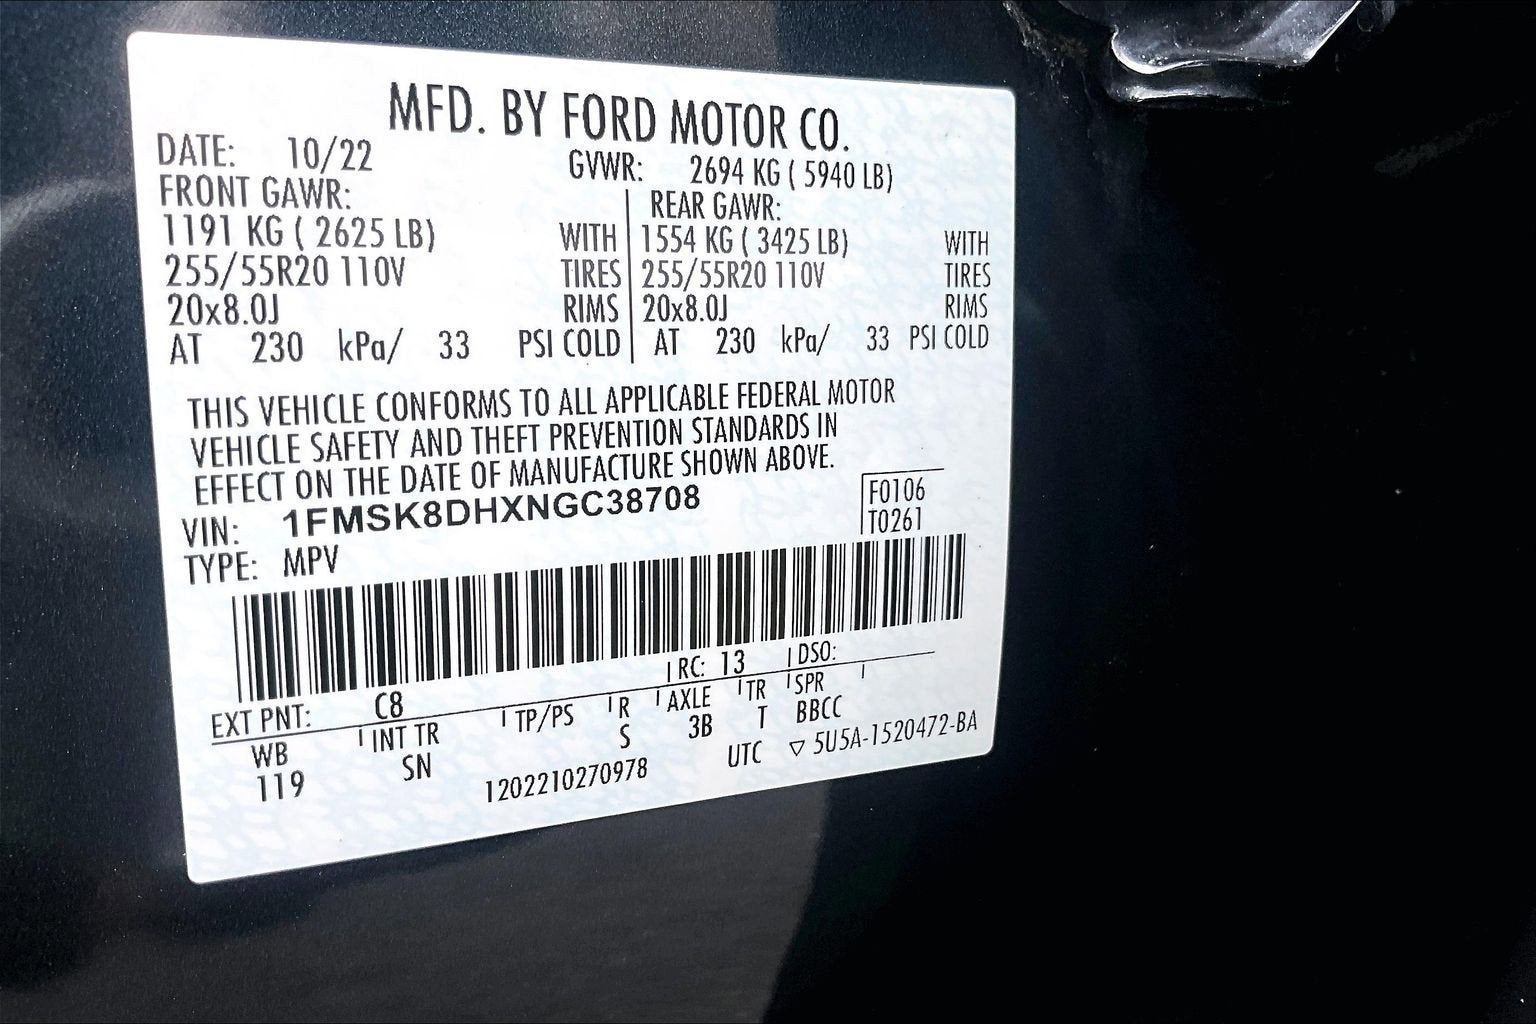 MFD. BY FORD MOTOR CO.
DATE: 10/22 GVWR: 2694 KG ( 5940 LB)
FRONT GAWR: REAR GAWR:
1191 KG ( 2625 LB) WITH 1554 KG ( 3425 LB) WITH
255/55R20 110V TIRES 255/55R20 110V TIRES
20x8.0J RIMS 20x8.0J RIMS
AT 230 kPa/ 33 PSI COLD AT 230 kPa/ 33 PSI COLD
THIS VEHICLE CONFORMS TO ALL APPLICABLE FEDERAL MOTOR
VEHICLE SAFETY AND THEFT PREVENTION STANDARDS IN
EFFECT ON THE DATE OF MANUFACTURE SHOWN ABOVE.
VIN: 1FMSK8DHXNGC38708 F0106
TYPE: MPV T0261
EXT PNT: C8 RC: 13 DSO:
WB INT TR TP/PS R AXLE TR SPR
119 SN S 3B T BBCC
1202210270978 UTC ▽ 5U5A-1520472-BA